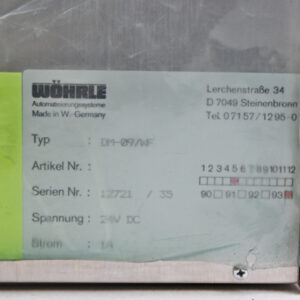 WÖHRLE
Automatisierungssysteme
Made in W.-Germany
Lerchenstraße 34
D 7049 Steinenbronn
Tel. 07157/1295-0
Typ : DM-09/WF
Artikel Nr. :
1 2 3 4 5 6 7 8 9 10 11 12
Serien Nr. : 12721 / 35
90 91 92 93
Spannung : 24V DC
Strom : 1A